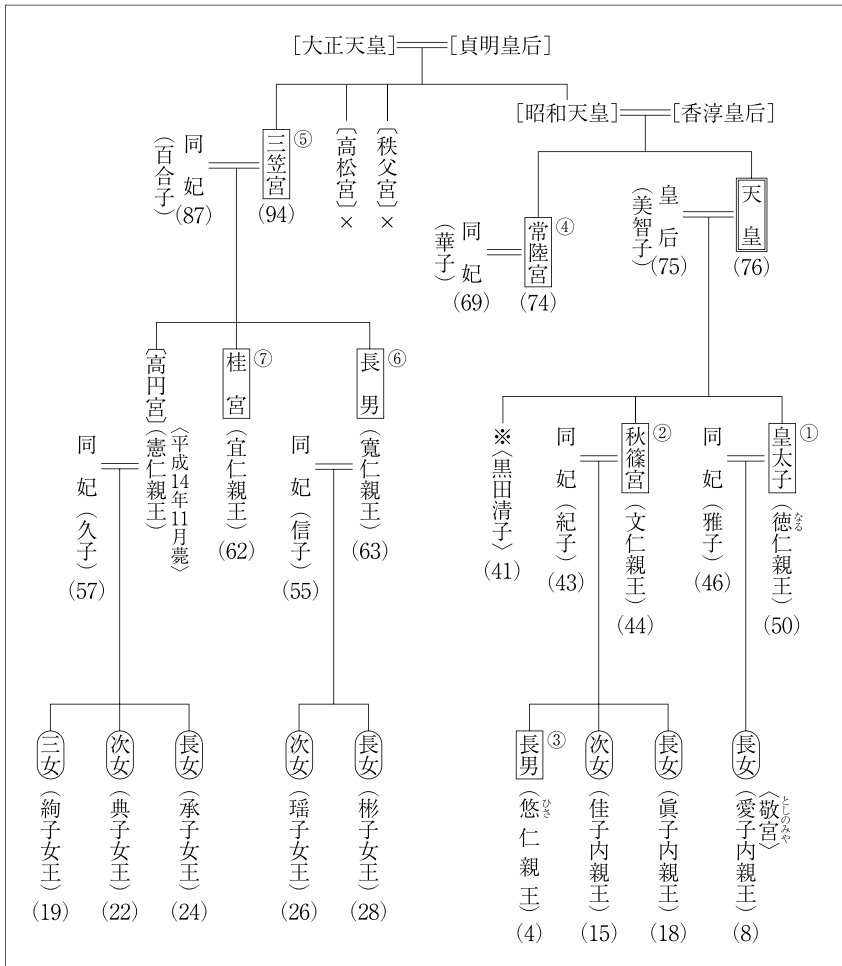 [大正天皇] [貞明皇后]
[昭和天皇] [香淳皇后]
〔秩父宮〕×
〔高松宮〕×
⑤
三笠宮
(94)
同妃
(百合子)
(87)
天皇
(76)
皇后
(美智子)
(75)
④
常陸宮
(74)
同妃
(華子)
(69)
①
皇太子
(徳仁親王)
なる
(50)
同妃(雅子)
(46)
②
秋篠宮
(文仁親王)
(44)
同妃(紀子)
(43)
※〈黒田清子〉
(41)
⑥
長男
(寬仁親王)
(63)
同妃(信子)
(55)
⑦
桂宮
(宜仁親王)
(62)
〔高円宮〕(憲仁親王)
〈平成14年11月薨〉
同妃(久子)
(57)
長女
〈敬宮〉
としのみや
(愛子内親王)
(8)
長女
(眞子内親王)
(18)
次女
(佳子内親王)
(15)
③
長男
(悠仁親王)
ひさ
(4)
長女
(彬子女王)
(28)
次女
(瑶子女王)
(26)
長女
(承子女王)
(24)
次女
(典子女王)
(22)
三女
(絢子女王)
(19)